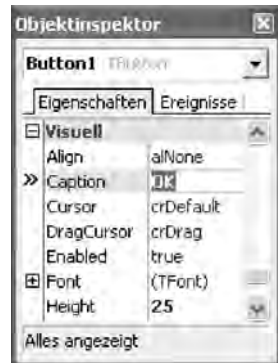 Objektinspektor
Button1 TButton
Eigenschaften Ereignisse
Visuell
Align alNone
» Caption OK
Cursor crDefault
DragCursor crDrag
Enabled true
Font (TFont)
Height 25
Alles angezeigt